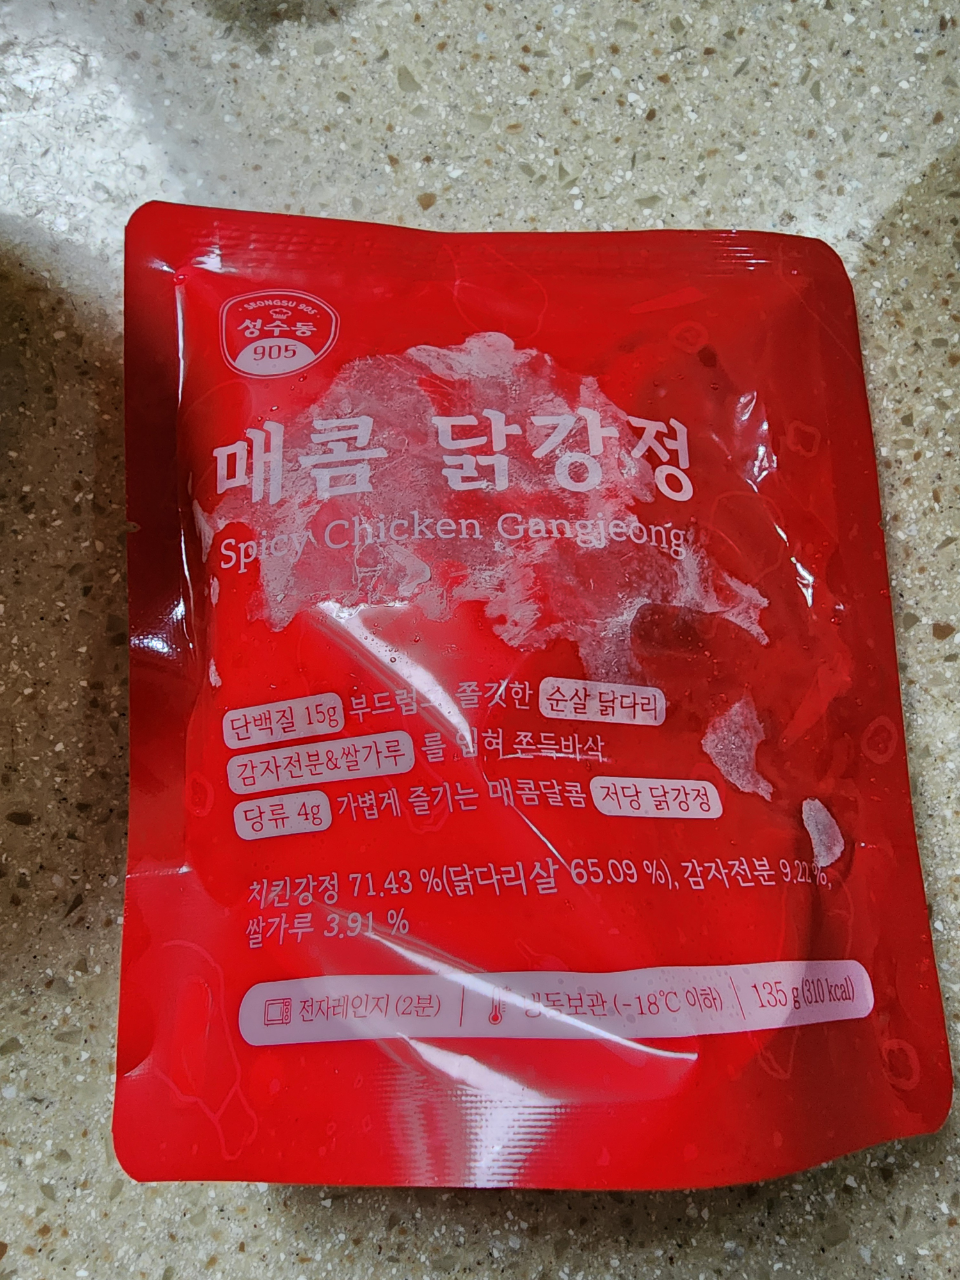 SEONGSU 905
성수동
905
매콤 닭강정
Spicy Chicken Gangjeong
단백질 15g 부드럽고 쫄깃한 순살 닭다리
감자전분&쌀가루 를 입혀 쫀득바삭
당류 4g 가볍게 즐기는 매콤달콤 저당 닭강정
치킨강정 71.43 %(닭다리살 65.09 %), 감자전분 9.22 %,
쌀가루 3.91 %
전자레인지 (2분) 냉동보관 (-18℃ 이하) 135 g (310 kcal)